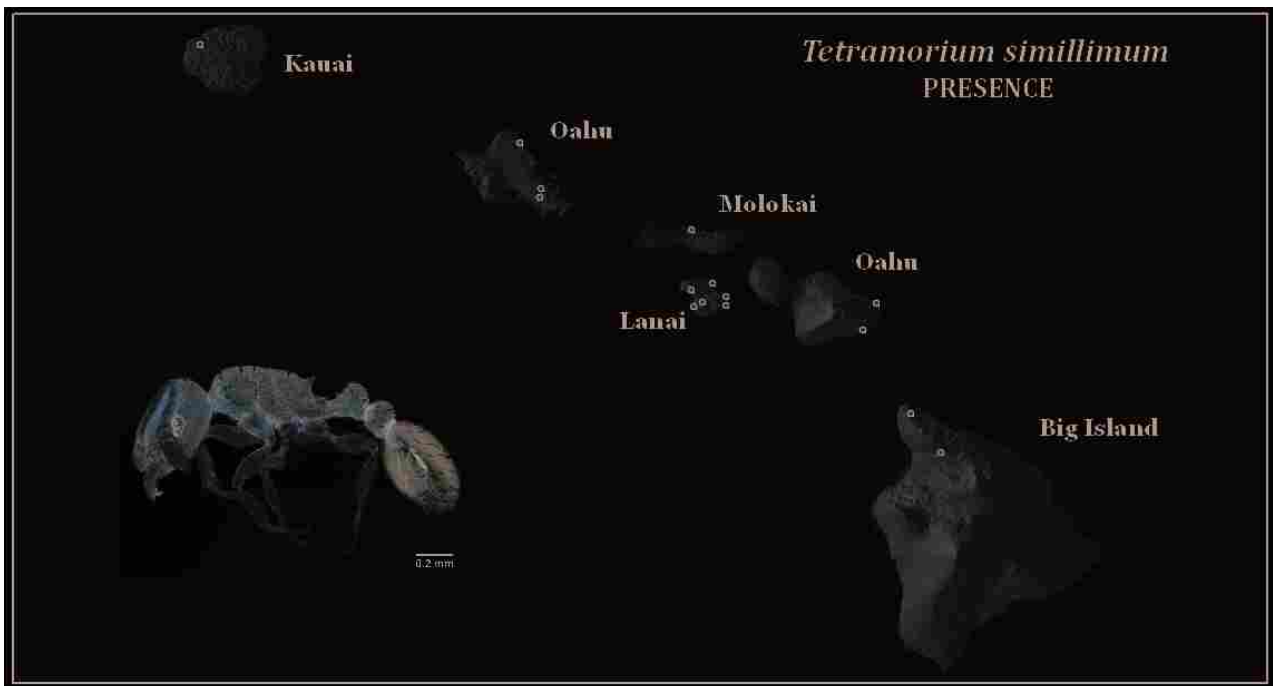 Tetramorium simillimum
PRESENCE
Kauai
Oahu
Molokai
Oahu
Lanai
Big Island
0.2 mm